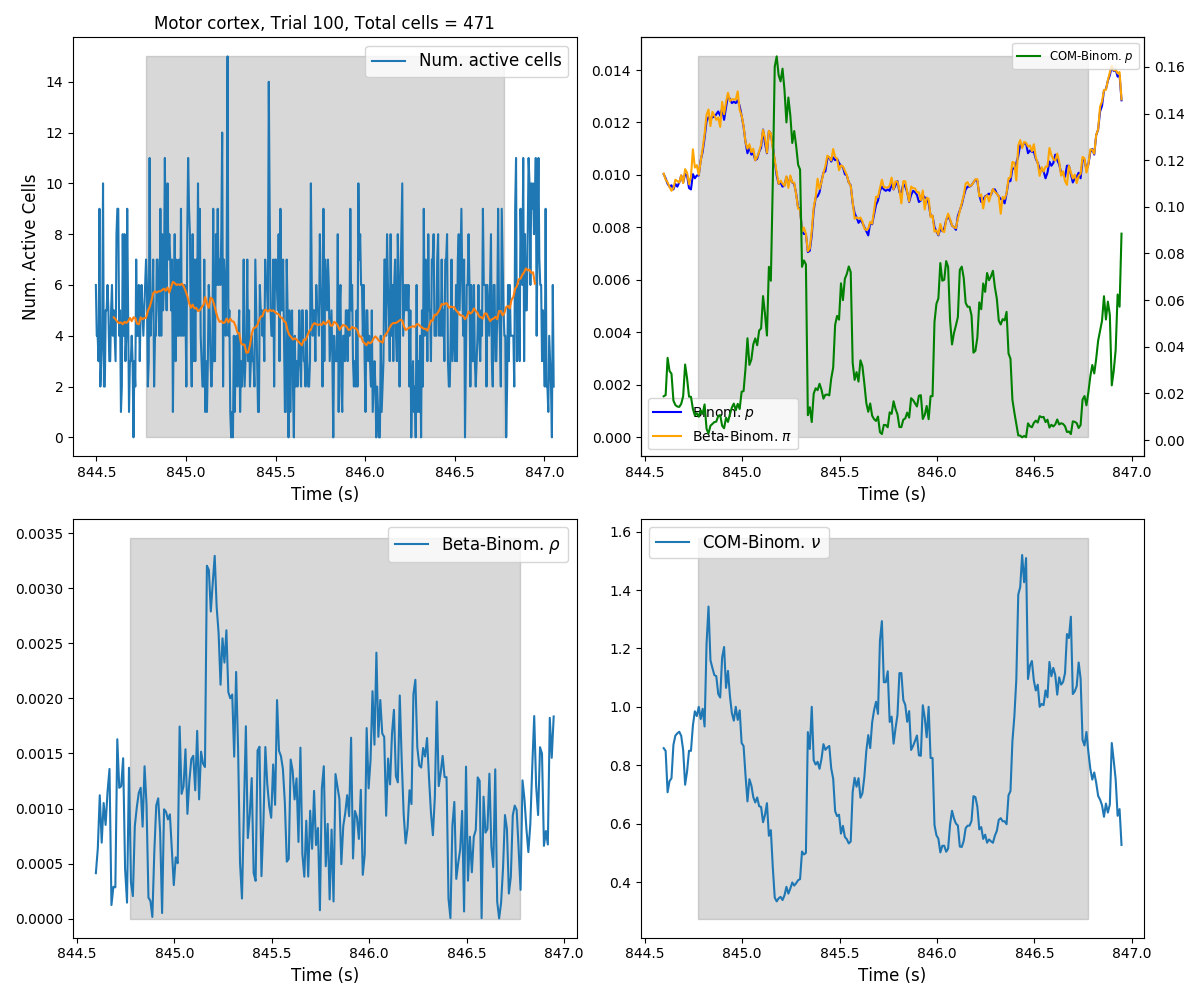 Motor cortex, Trial 100, Total cells = 471
Num. active cells
Num. Active Cells
14
12
10
8
6
4
2
0
844.5 845.0 845.5 846.0 846.5 847.0
Time (s)
COM-Binom. p
0.014
0.012
0.010
0.008
0.006
0.004
0.002
0.000
0.16
0.14
0.12
0.10
0.08
0.06
0.04
0.02
0.00
Binom. p
Beta-Binom. π
844.5 845.0 845.5 846.0 846.5 847.0
Time (s)
Beta-Binom. ρ
0.0035
0.0030
0.0025
0.0020
0.0015
0.0010
0.0005
0.0000
844.5 845.0 845.5 846.0 846.5 847.0
Time (s)
COM-Binom. ν
1.6
1.4
1.2
1.0
0.8
0.6
0.4
844.5 845.0 845.5 846.0 846.5 847.0
Time (s)